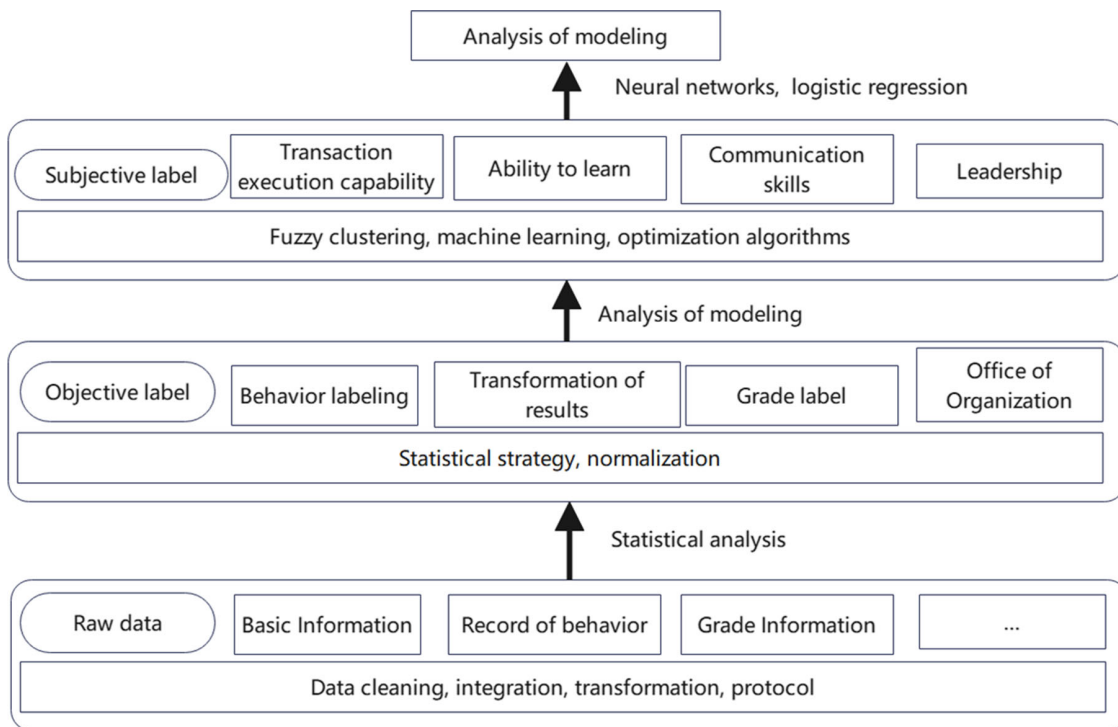 Analysis of modeling
Neural networks, logistic regression
Subjective label
Transaction
execution capability
Ability to learn
Communication
skills
Leadership
Fuzzy clustering, machine learning, optimization algorithms
Analysis of modeling
Objective label
Behavior labeling
Transformation of
results
Grade label
Office of
Organization
Statistical strategy, normalization
Statistical analysis
Raw data
Basic Information
Record of behavior
Grade Information
...
Data cleaning, integration, transformation, protocol